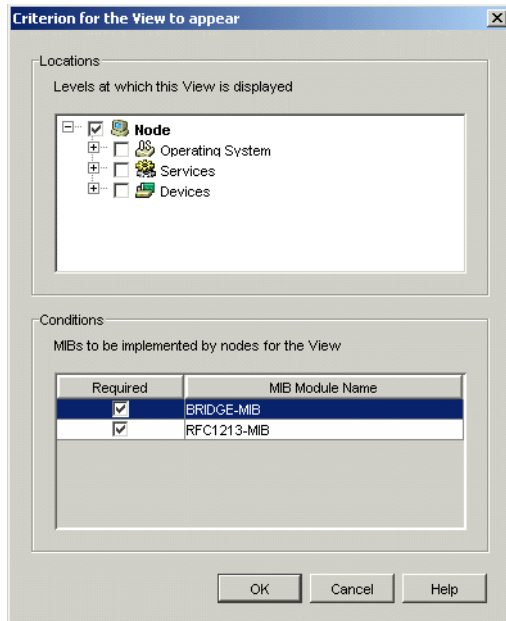 Criterion for the View to appear
Locations
Levels at which this View is displayed
Node
Operating System
Services
Devices
Conditions
MIBs to be implemented by nodes for the View
Required MIB Module Name
BRIDGE-MIB
RFC1213-MIB
OK Cancel Help